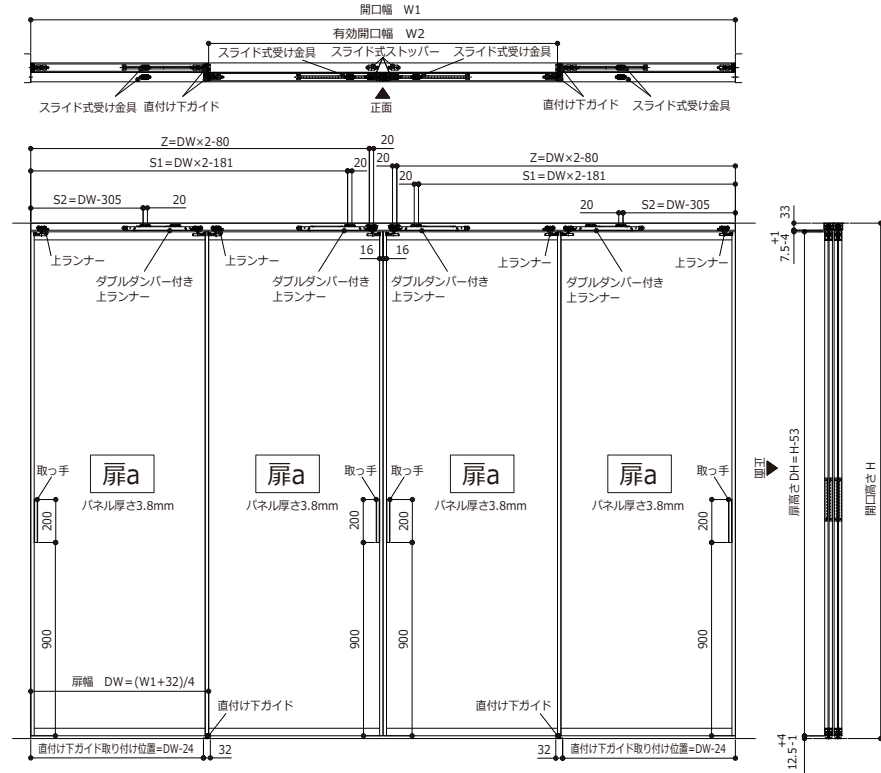 開口幅 W1
有効開口幅 W2
スライド式受け金具 スライド式ストッパー スライド式受け金具
スライド式受け金具 直付け下ガイド 正面 直付け下ガイド スライド式受け金具
Z=DW×2-80 20
20 Z=DW×2-80
S1=DW×2-181 20
20 S1=DW×2-181
S2=DW-305 20
20 S2=DW-305
33
+1
7.5-4
上ランナー 上ランナー 16 16 上ランナー 上ランナー
ダブルダンパー付き
上ランナー
ダブルダンパー付き
上ランナー
ダブルダンパー付き
上ランナー
ダブルダンパー付き
上ランナー
扉a 扉a 扉a 扉a
取っ手 取っ手 取っ手 取っ手
パネル厚さ3.8mm パネル厚さ3.8mm パネル厚さ3.8mm パネル厚さ3.8mm
正面
扉高さ DH=H-53
開口高さ H
200 200 200 200
900 900 900 900
扉幅 DW=(W1+32)/4
直付け下ガイド 直付け下ガイド
直付け下ガイド取り付け位置=DW-24 32
32 直付け下ガイド取り付け位置=DW-24
+4
12.5-1